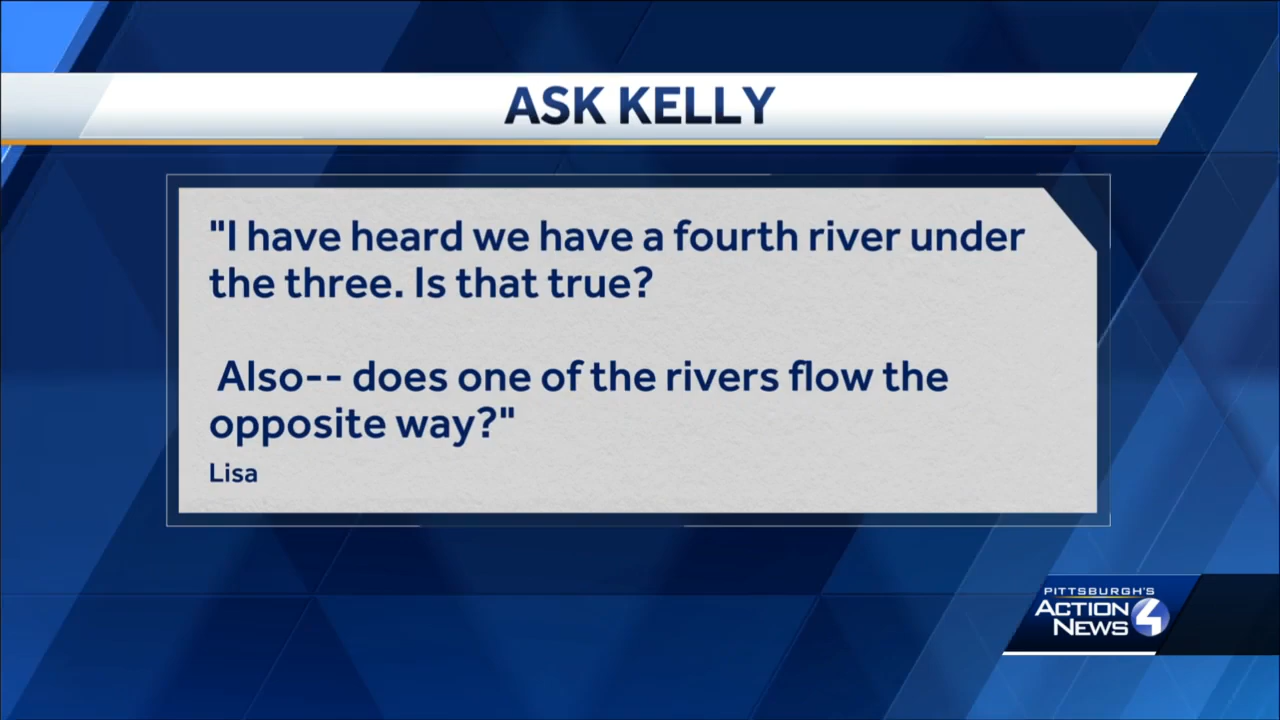 ASK KELLY
"I have heard we have a fourth river under
the three. Is that true?
Also-- does one of the rivers flow the
opposite way?"
Lisa
PITTSBURGH'S
ACTION
NEWS 4